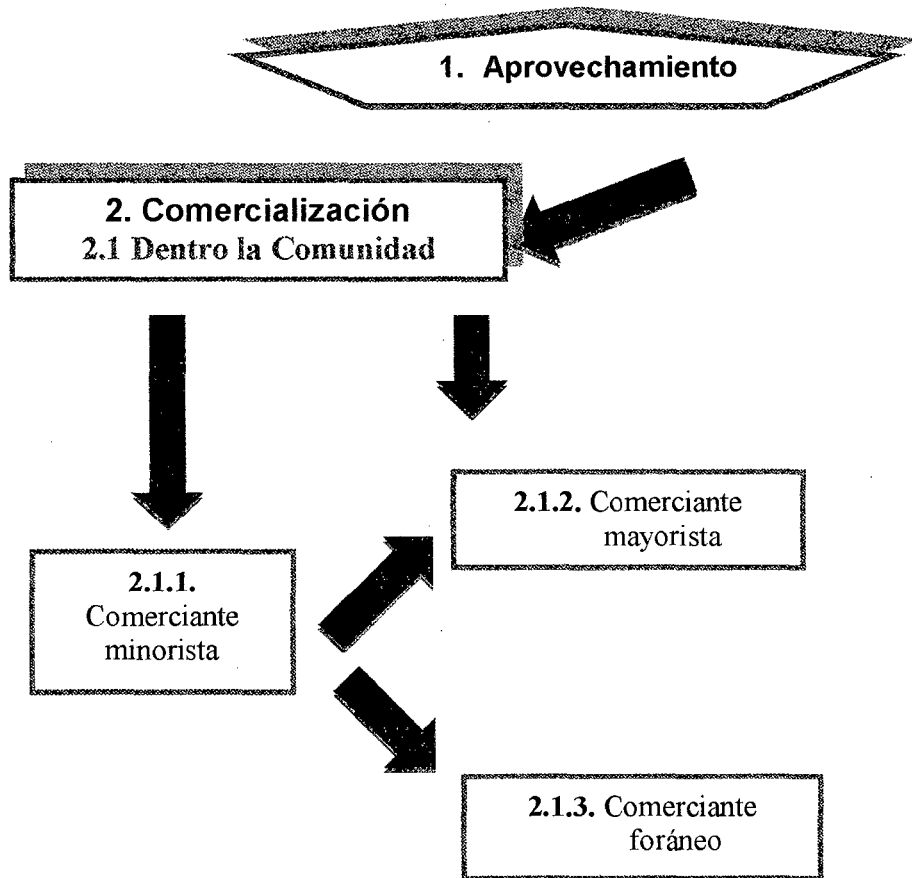 1. Aprovechamiento
2. Comercialización
2.1 Dentro la Comunidad
2.1.2. Comerciante
mayorista
2.1.1.
Comerciante
minorista
2.1.3. Comerciante
foráneo